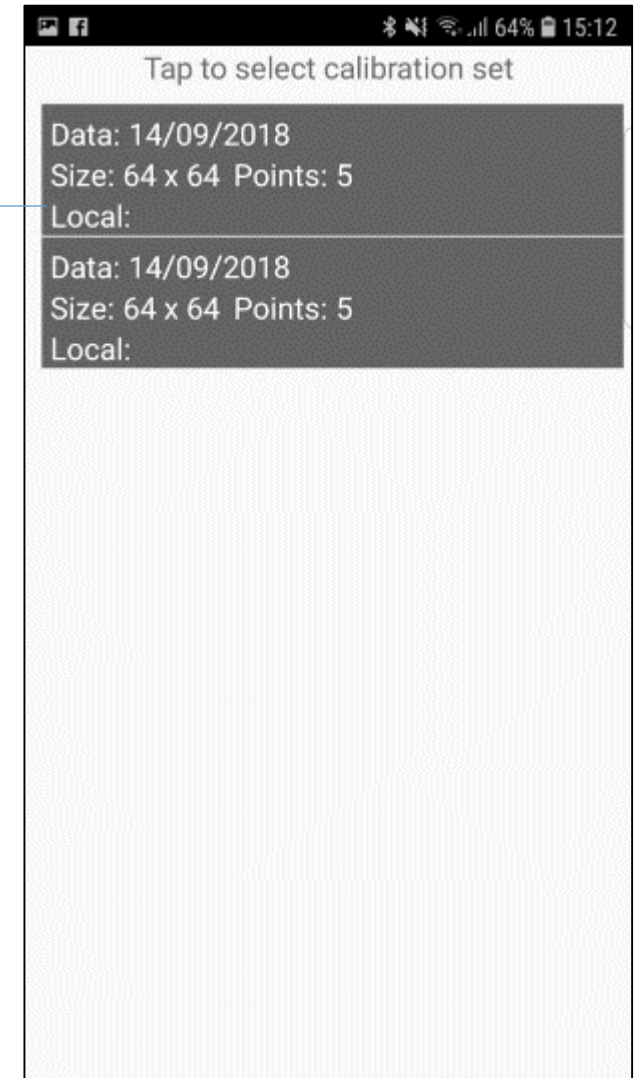 64% 15:12
Tap to select calibration set
Data: 14/09/2018
Size: 64 x 64 Points: 5
Local:
Data: 14/09/2018
Size: 64 x 64 Points: 5
Local: